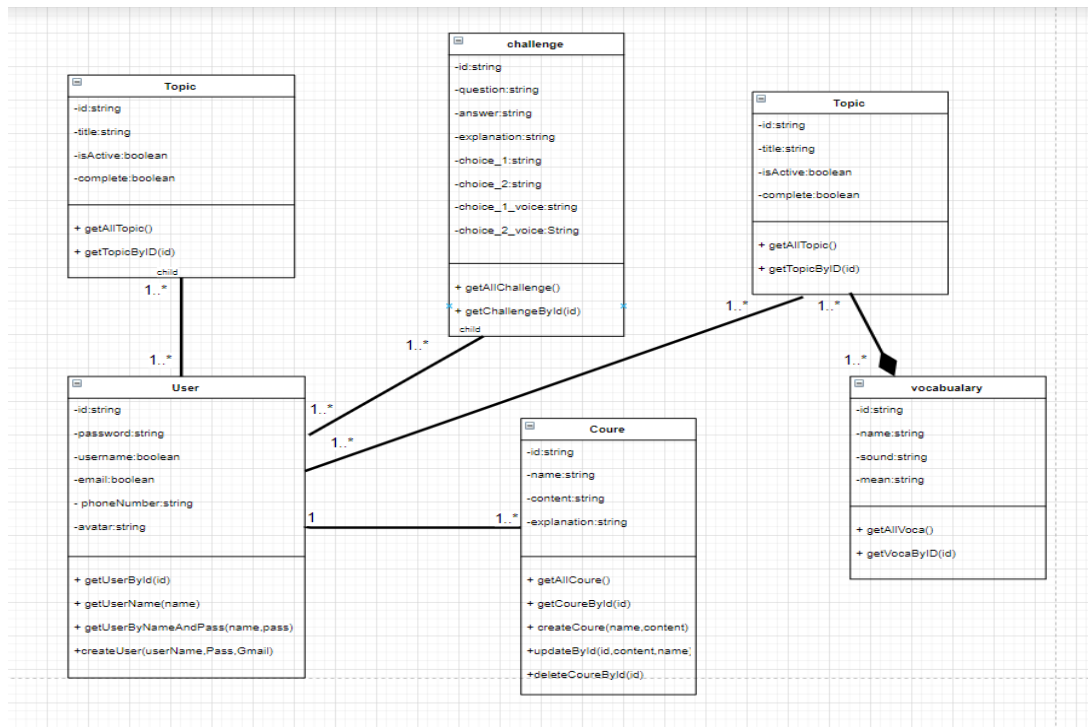 Topic
-id:string
-title:string
-isActive:boolean
-complete:boolean
+ getAllTopic()
+ getTopicByID(id)
child
1..*
1..*
challenge
-id:string
-question:string
-answer:string
-explanation:string
-choice_1:string
-choice_2:string
-choice_1_voice:string
-choice_2_voice:String
+ getAllChallenge()
+ getChallengeById(id)
child
1..*
1..*
Topic
-id:string
-title:string
-isActive:boolean
-complete:boolean
+ getAllTopic()
+ getTopicByID(id)
1..*
1..*
1..*
1..*
User
-id:string
-password:string
-username:boolean
-email:boolean
- phoneNumber:string
-avatar:string
+ getUserById(id)
+ getUserName(name)
+ getUserByNameAndPass(name,pass)
+createUser(userName,Pass,Gmail)
1
1..*
Coure
-id:string
-name:string
-content:string
-explanation:string
+ getAllCoure()
+ getCoureById(id)
+ createCoure(name,content)
+updateById(id,content,name)
+deleteCoureById(id)
vocabualary
-id:string
-name:string
-sound:string
-mean:string
+ getAllVoca()
+ getVocaByID(id)